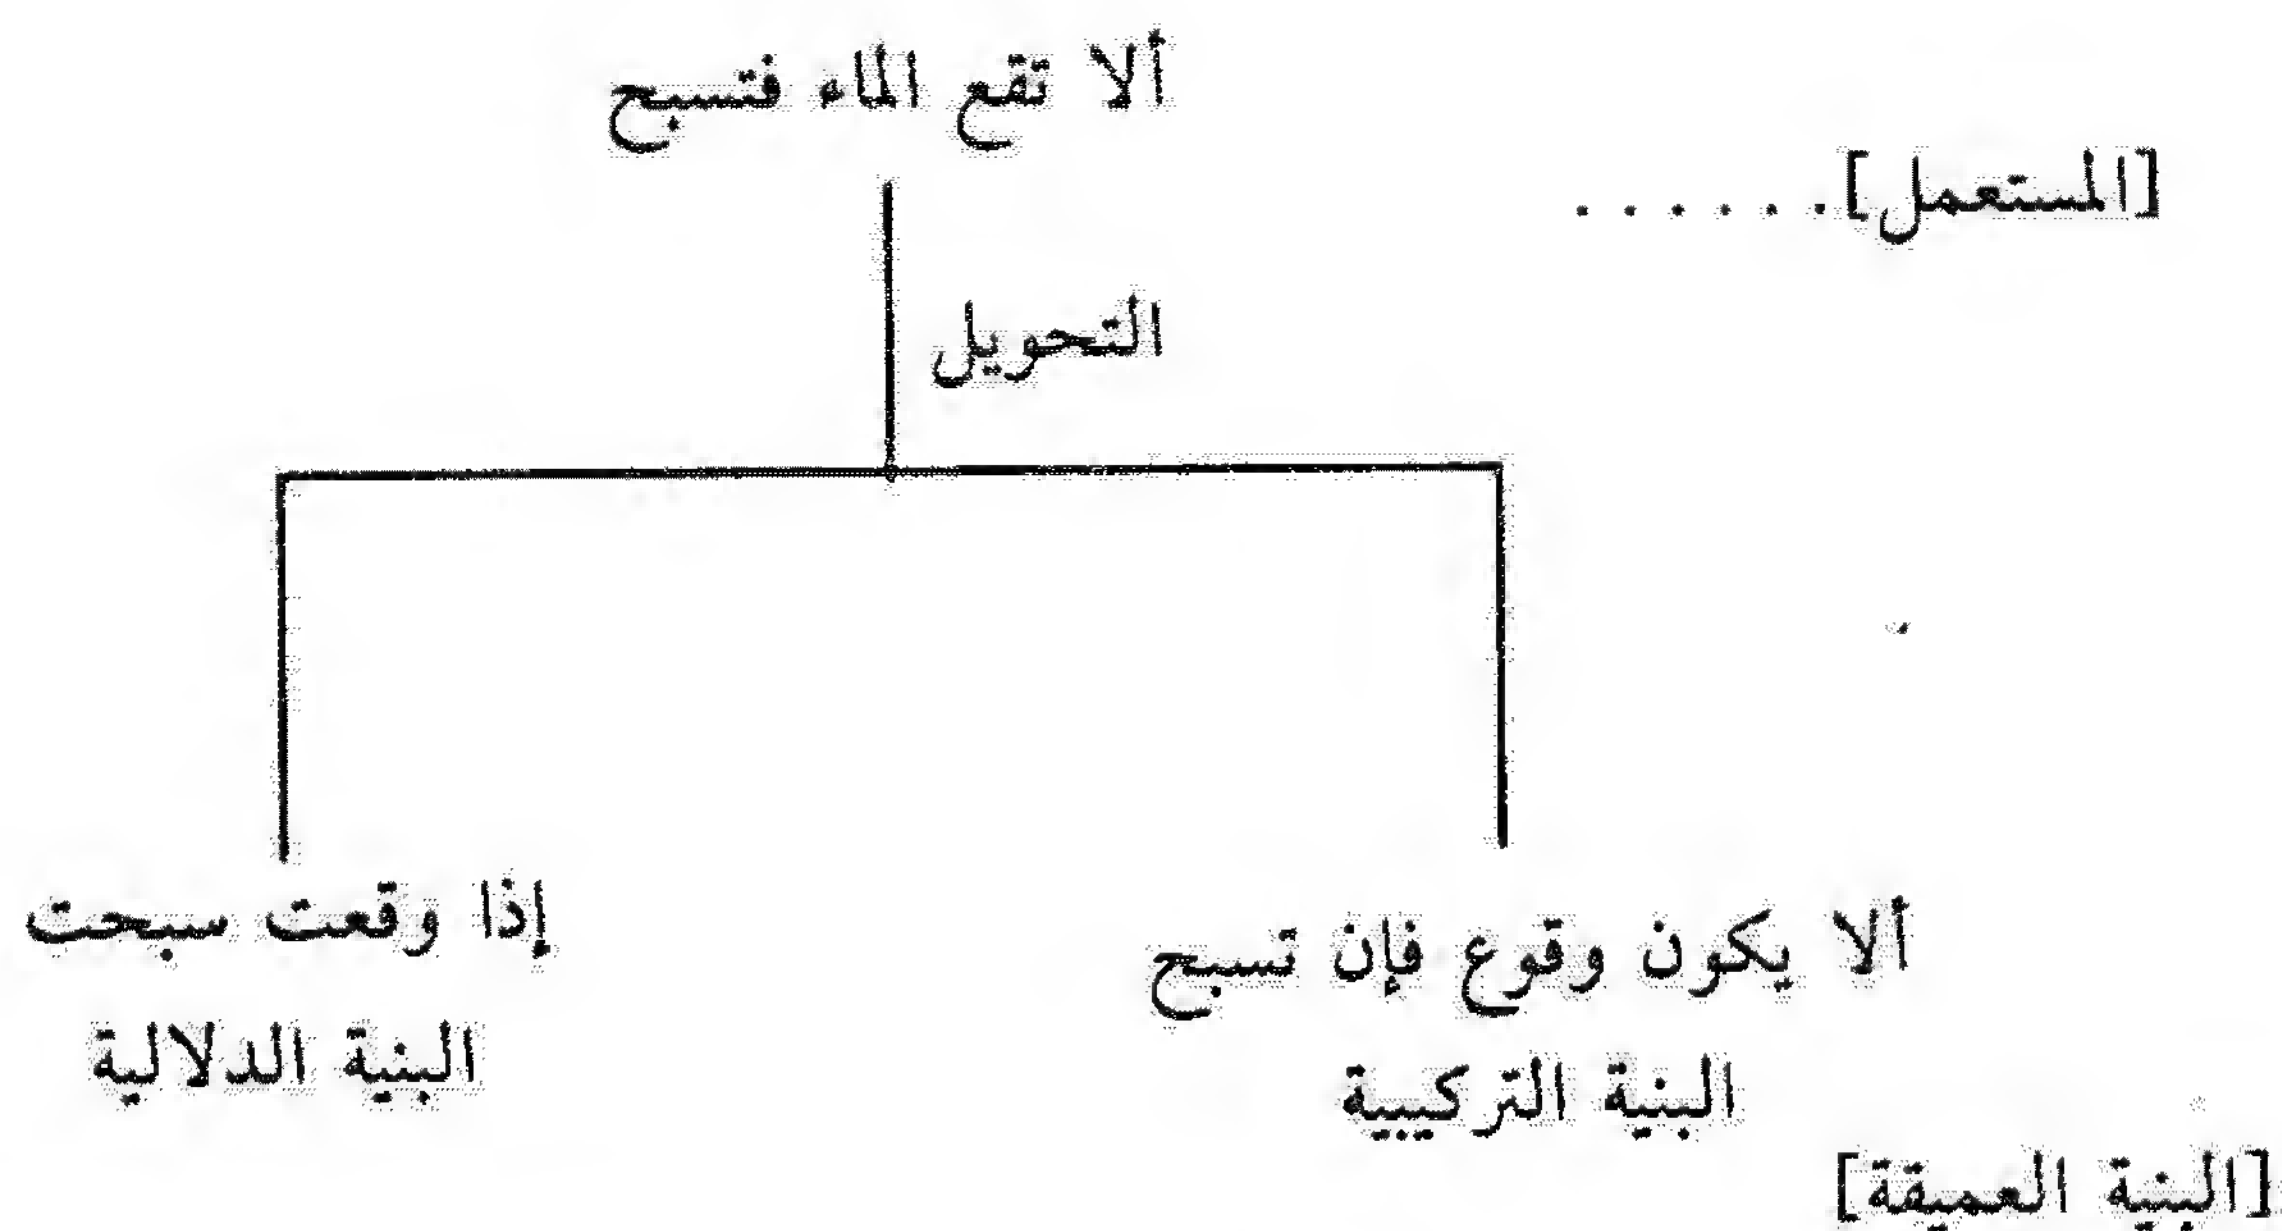 ألا تقع الماء فتسبح
[المستعمل]. . . . . .
التحويل
ألا يكون وقوع فإن تسبح
إذا وقعت سبحت
البنية التركيبية
البنية الدلالية
[البنية العميقة]